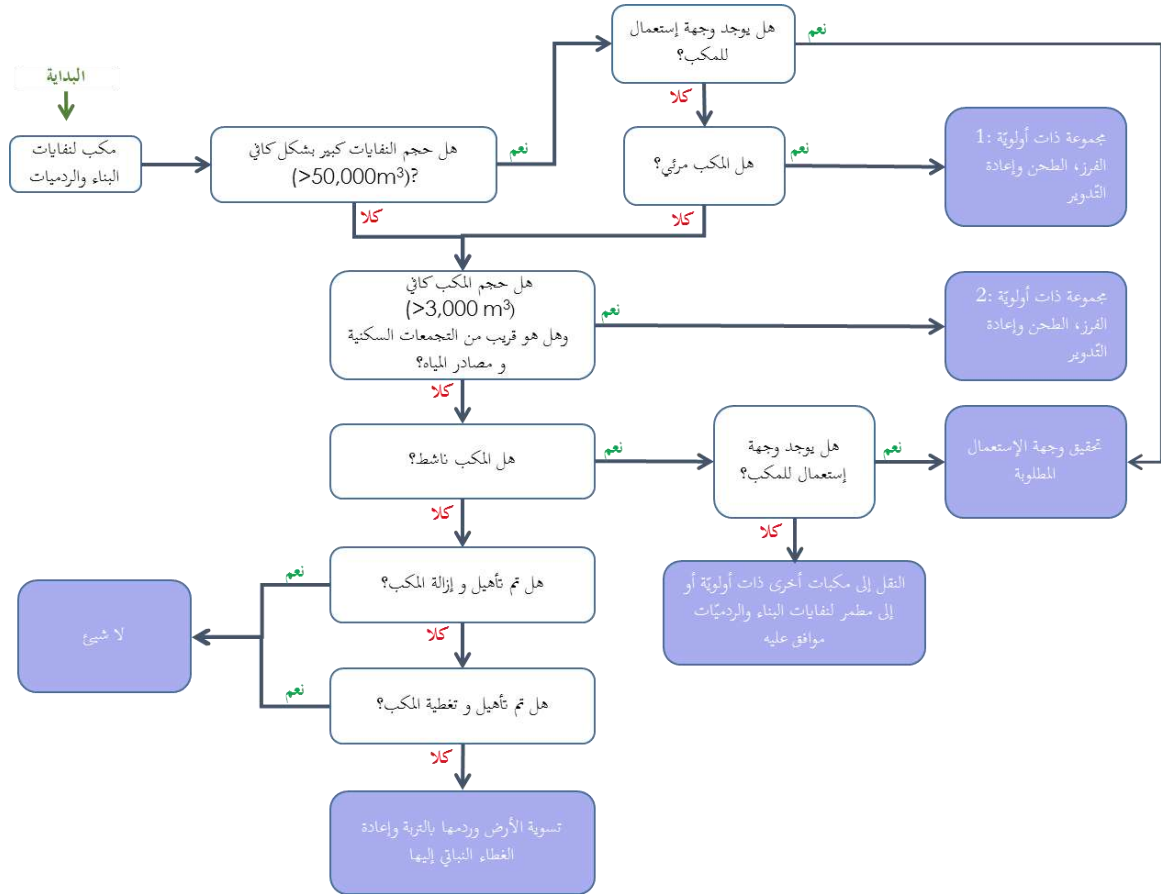 البداية
مكب لنفايات
البناء والردميات
هل حجم النفايات كبير بشكل كافي
(>50,000m³)?
نعم
كلا
هل يوجد وجهة إستعمال
للمكب؟
نعم
كلا
هل المكب مرئي؟
نعم
كلا
مجموعة ذات أولويّة :1
الفرز، الطحن وإعادة
التّدوير
هل حجم المكب كافي
(>3,000 m³)
وهل هو قريب من التجمعات السكنية
و مصادر المياه؟
نعم
كلا
مجموعة ذات أولويّة :2
الفرز، الطحن وإعادة
التّدوير
هل المكب ناشط؟
نعم
كلا
هل يوجد وجهة
إستعمال للمكب؟
نعم
كلا
تحقيق وجهة الإستعمال
المطلوبة
النقل إلى مكبات أخرى ذات أولويّة أو
إلى مطمر لنفايات البناء والردميّات
موافق عليه
هل تم تأهيل و إزالة المكب؟
نعم
كلا
لا شيئ
هل تم تأهيل و تغطية المكب؟
نعم
كلا
تسوية الأرض وردمها بالتربة وإعادة
الغطاء النباتي إليها